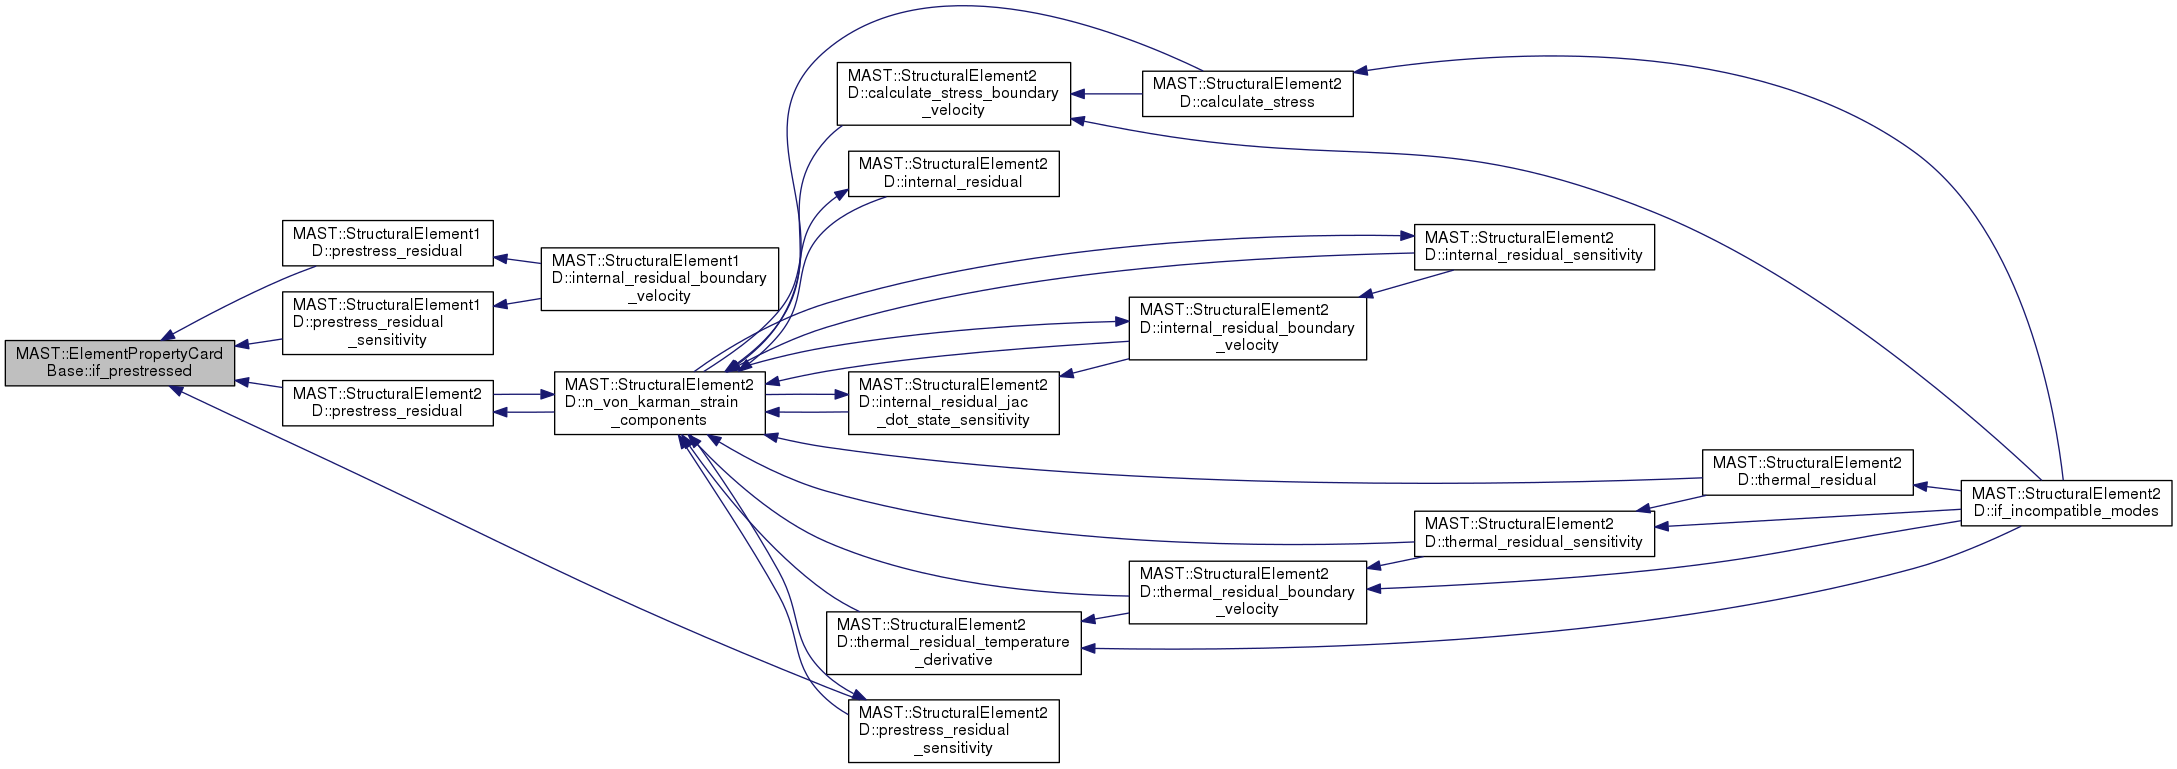 MAST::ElementPropertyCard
Base::if_prestressed
MAST::StructuralElement1
D::prestress_residual
MAST::StructuralElement1
D::prestress_residual
_sensitivity
MAST::StructuralElement2
D::prestress_residual
MAST::StructuralElement1
D::internal_residual_boundary
_velocity
MAST::StructuralElement2
D::n_von_karman_strain
_components
MAST::StructuralElement2
D::calculate_stress_boundary
_velocity
MAST::StructuralElement2
D::internal_residual
MAST::StructuralElement2
D::internal_residual_jac
_dot_state_sensitivity
MAST::StructuralElement2
D::thermal_residual_temperature
_derivative
MAST::StructuralElement2
D::prestress_residual
_sensitivity
MAST::StructuralElement2
D::calculate_stress
MAST::StructuralElement2
D::internal_residual_boundary
_velocity
MAST::StructuralElement2
D::thermal_residual_boundary
_velocity
MAST::StructuralElement2
D::internal_residual_sensitivity
MAST::StructuralElement2
D::thermal_residual_sensitivity
MAST::StructuralElement2
D::thermal_residual
MAST::StructuralElement2
D::if_incompatible_modes